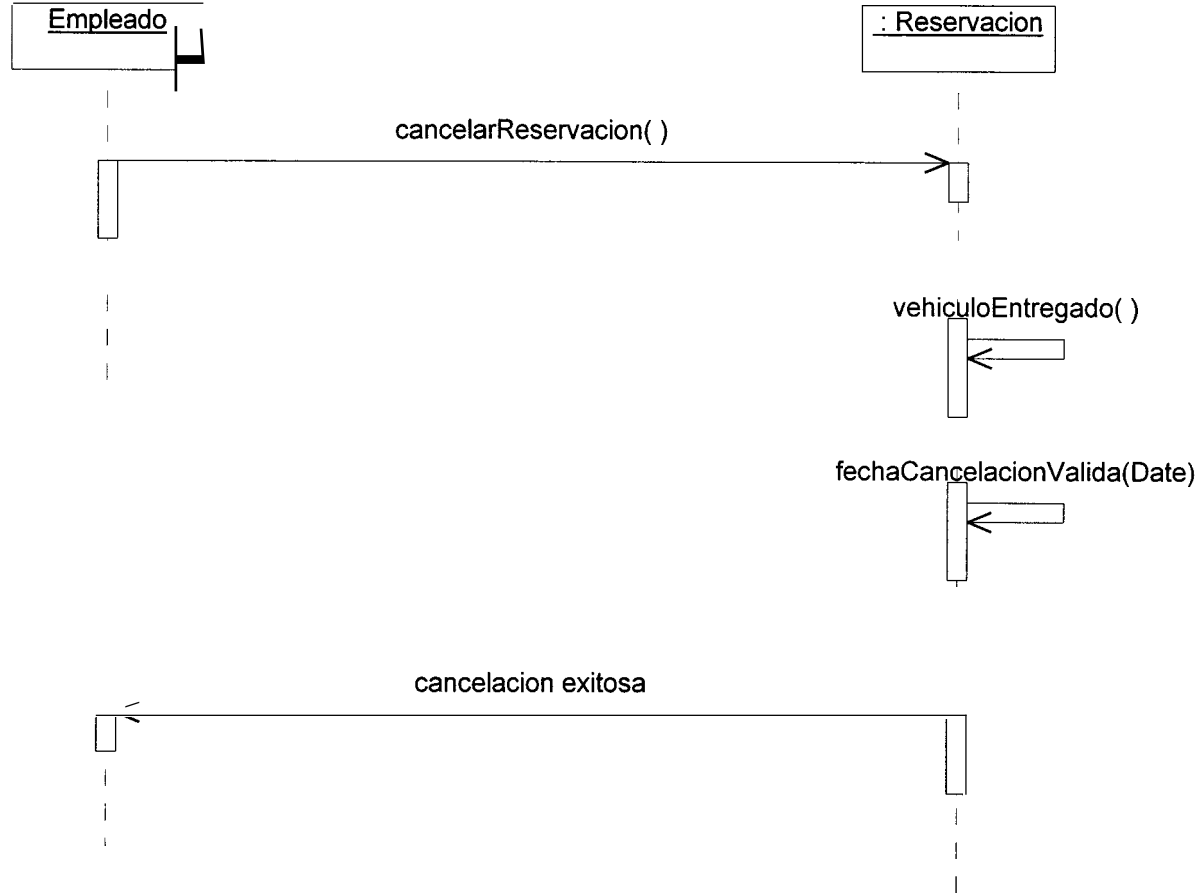 Empleado
: Reservacion
cancelarReservacion( )
vehiculoEntregado( )
fechaCancelacionValida(Date)
cancelacion exitosa